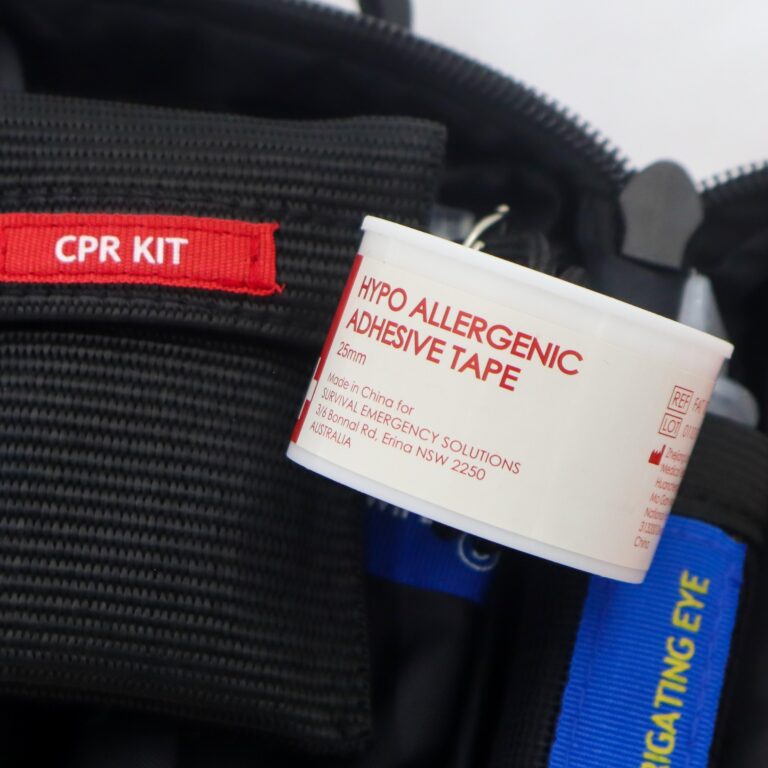 CPR KIT
HYPO ALLERGENIC
ADHESIVE TAPE
25mm
Made in China for
SURVIVAL EMERGENCY SOLUTIONS
3/6 Bonnal Rd, Erina NSW 2250
AUSTRALIA
REF
LOT
China
EYE